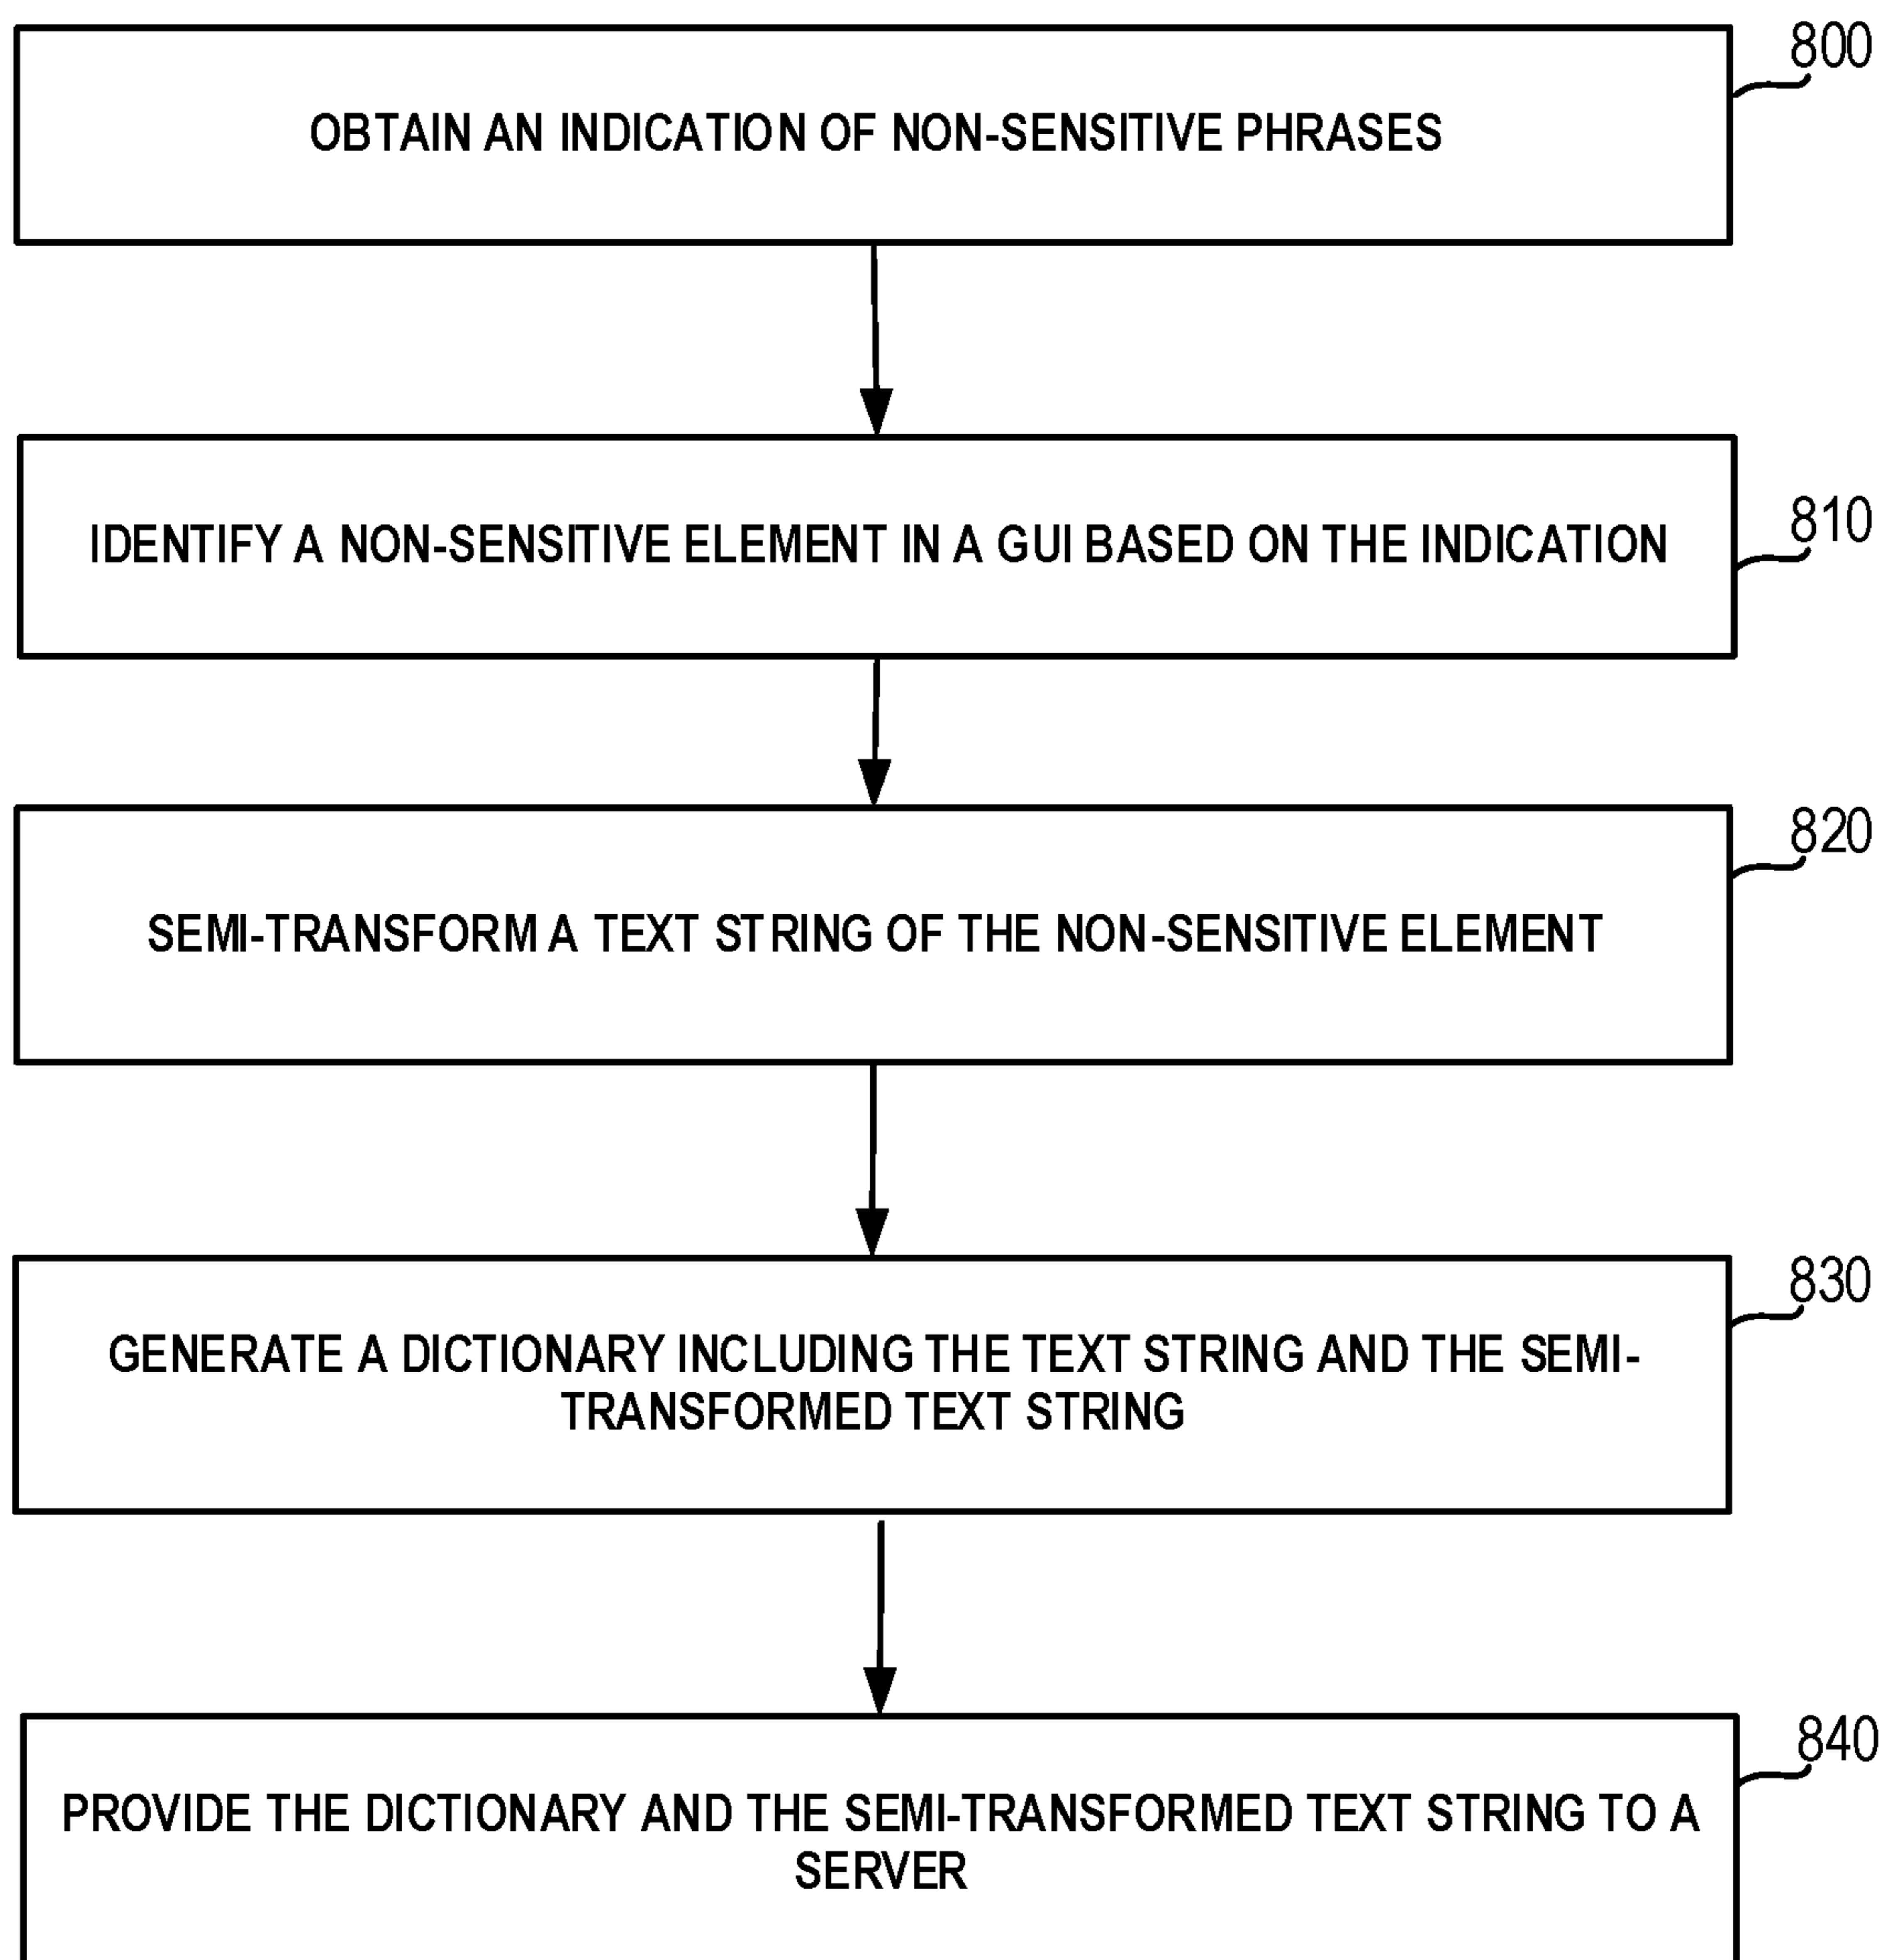 800
OBTAIN AN INDICATION OF NON-SENSITIVE PHRASES
810
IDENTIFY A NON-SENSITIVE ELEMENT IN A GUI BASED ON THE INDICATION
820
SEMI-TRANSFORM A TEXT STRING OF THE NON-SENSITIVE ELEMENT
830
GENERATE A DICTIONARY INCLUDING THE TEXT STRING AND THE SEMI-
TRANSFORMED TEXT STRING
840
PROVIDE THE DICTIONARY AND THE SEMI-TRANSFORMED TEXT STRING TO A
SERVER